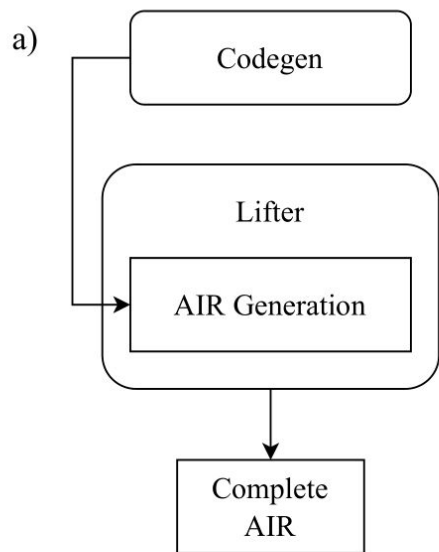 a)
Codegen
Lifter
AIR Generation
Complete
AIR